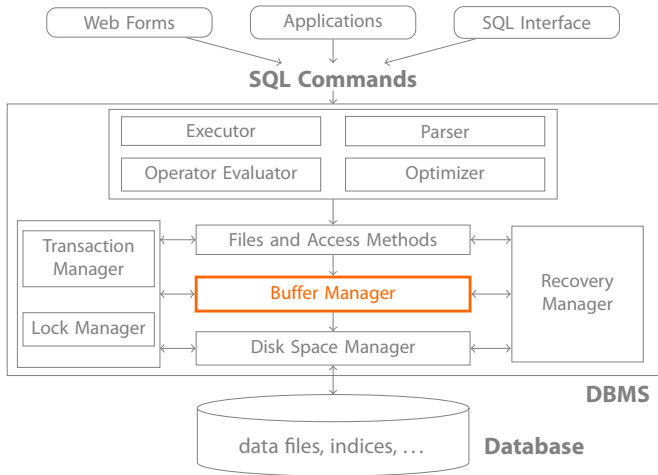 Web Forms
Applications
SQL Interface
SQL Commands
Executor
Parser
Operator Evaluator
Optimizer
Transaction
Manager
Lock Manager
Files and Access Methods
Buffer Manager
Disk Space Manager
Recovery
Manager
DBMS
data files, indices, …
Database